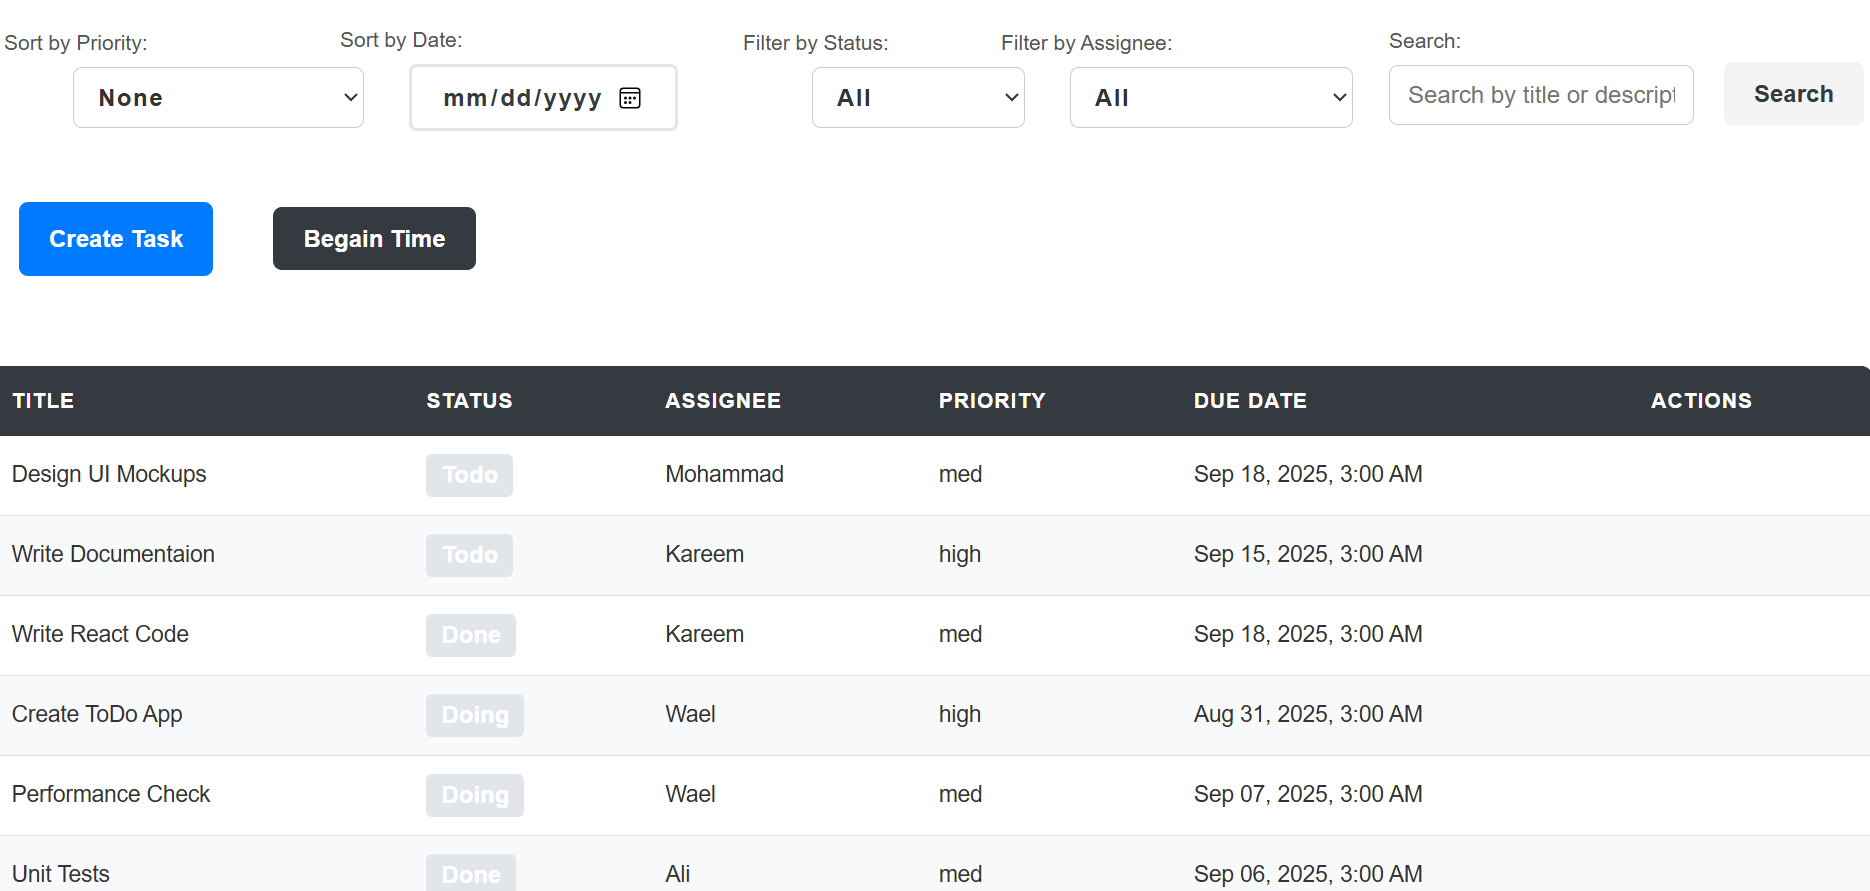 Sort by Priority:
Sort by Date:
Filter by Status:
Filter by Assignee:
Search:
None
mm/dd/yyyy
All
All
Search by title or descript
Search
Create Task
Begain Time
TITLE STATUS ASSIGNEE PRIORITY DUE DATE ACTIONS
Design UI Mockups Todo Mohammad med Sep 18, 2025, 3:00 AM
Write Documentaion Todo Kareem high Sep 15, 2025, 3:00 AM
Write React Code Done Kareem med Sep 18, 2025, 3:00 AM
Create ToDo App Doing Wael high Aug 31, 2025, 3:00 AM
Performance Check Doing Wael med Sep 07, 2025, 3:00 AM
Unit Tests Done Ali med Sep 06, 2025, 3:00 AM